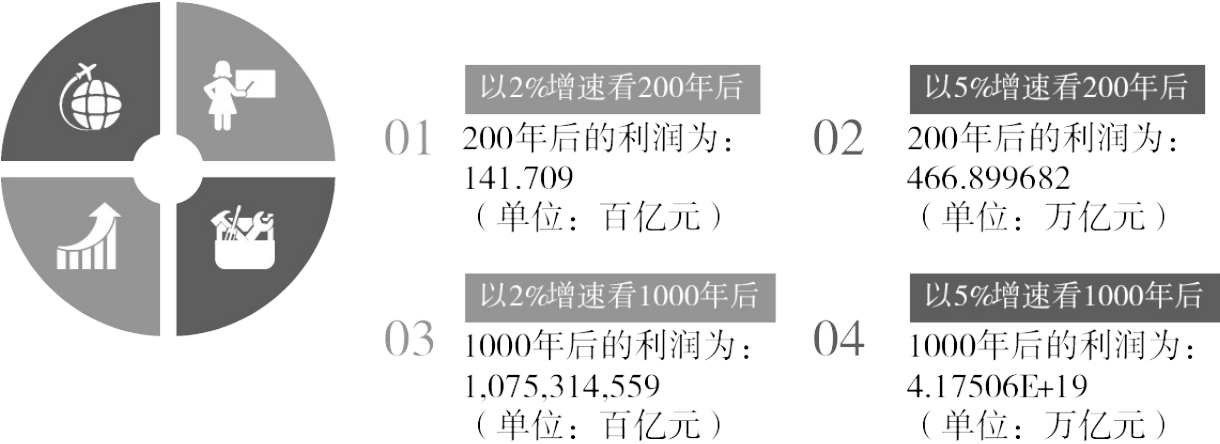 01
以2%增速看200年后
200年后的利润为：
141.709
（单位：百亿元）
02
以5%增速看200年后
200年后的利润为：
466.899682
（单位：万亿元）
03
以2%增速看1000年后
1000年后的利润为：
1,075,314,559
（单位：百亿元）
04
以5%增速看1000年后
1000年后的利润为：
4.17506E+19
（单位：万亿元）